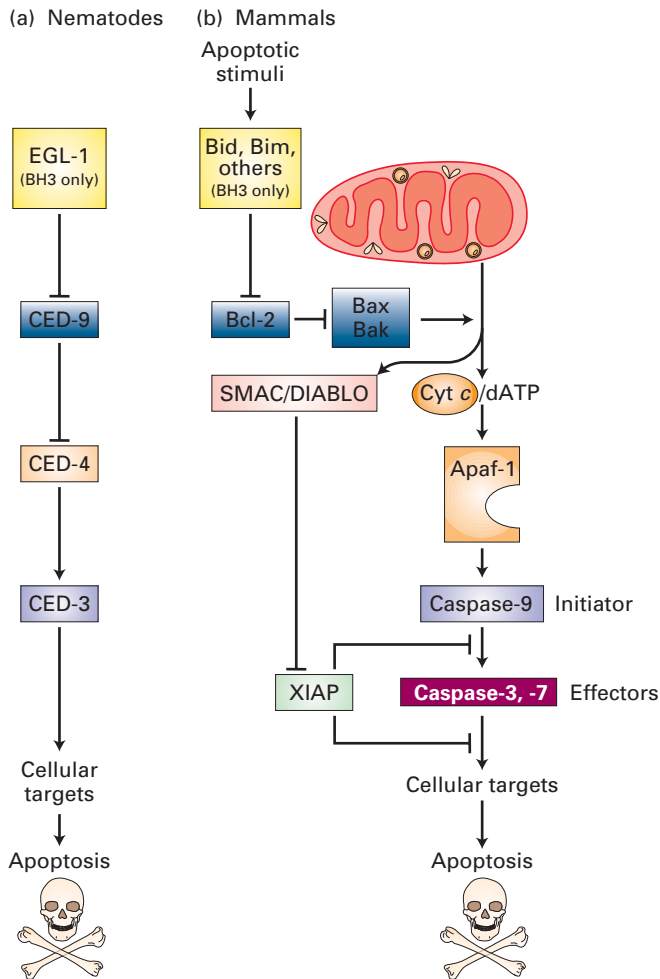 (a) Nematodes
EGL-1
(BH3 only)
CED-9
CED-4
CED-3
Cellular
targets
Apoptosis
(b) Mammals
Apoptotic
stimuli
Bid, Bim,
others
(BH3 only)
Bcl-2
Bax
Bak
SMAC/DIABLO
Cyt c/dATP
Apaf-1
Caspase-9 Initiator
XIAP
Caspase-3, -7 Effectors
Cellular targets
Apoptosis